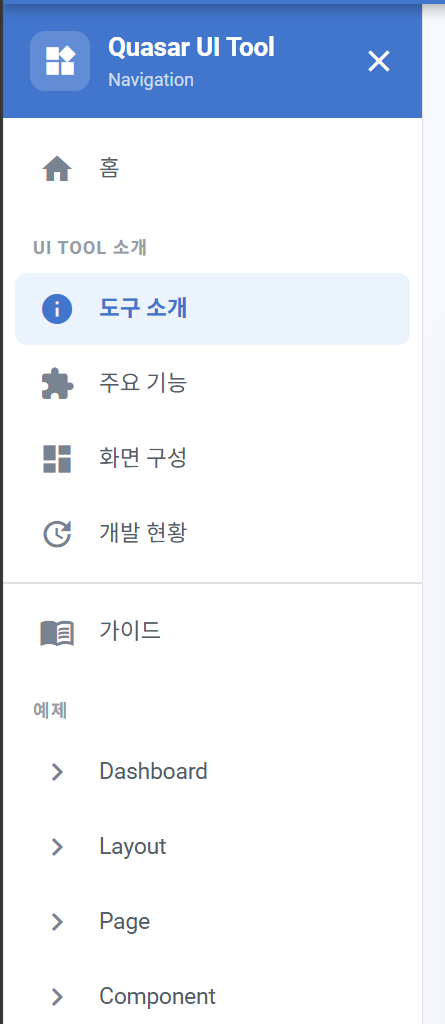 Quasar UI Tool
Navigation
홈
UI TOOL 소개
도구 소개
주요 기능
화면 구성
개발 현황
가이드
예제
Dashboard
Layout
Page
Component